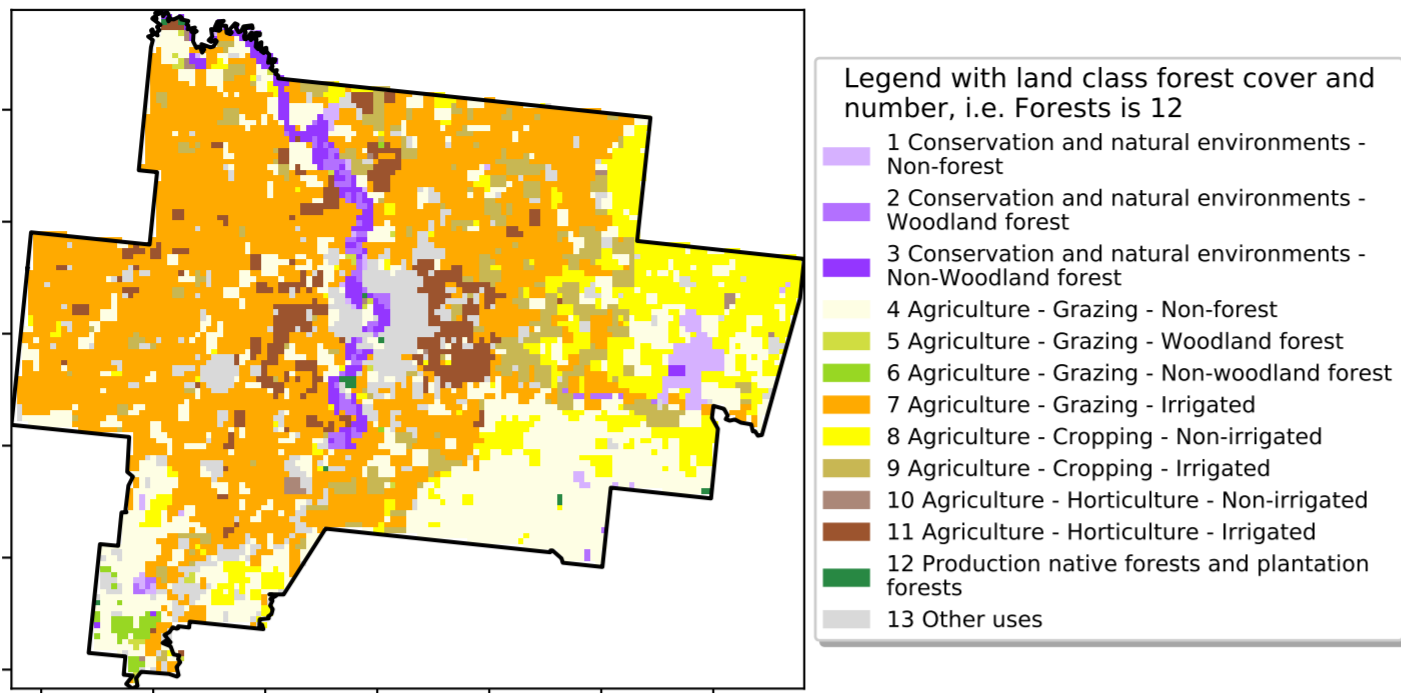 Legend with land class forest cover and
number, i.e. Forests is 12
1 Conservation and natural environments -
Non-forest
2 Conservation and natural environments -
Woodland forest
3 Conservation and natural environments -
Non-Woodland forest
4 Agriculture - Grazing - Non-forest
5 Agriculture - Grazing - Woodland forest
6 Agriculture - Grazing - Non-woodland forest
7 Agriculture - Grazing - Irrigated
8 Agriculture - Cropping - Non-irrigated
9 Agriculture - Cropping - Irrigated
10 Agriculture - Horticulture - Non-irrigated
11 Agriculture - Horticulture - Irrigated
12 Production native forests and plantation
forests
13 Other uses